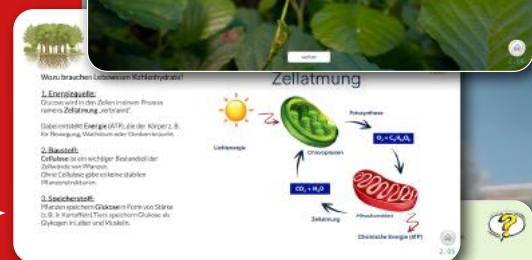 weiter
2.04
Wozu brauchen Lebewesen Kohlenhydrate?
Zellatmung
1. Energiequelle:
Glucose wird in den Zellen in einem Prozess
namens Zellatmung „verbrannt“.
Dabei entsteht Energie (ATP), die der Körper z. B.
für Bewegung, Wachstum oder Denken braucht.
2. Baustoff:
Cellulose ist ein wichtiger Bestandteil der
Zellwände von Pflanzen.
Ohne Cellulose gäbe es keine stabilen
Pflanzenstrukturen.
3. Speicherstoff:
Pflanzen speichern Glukose in Form von Stärke
(z. B. in Kartoffeln). Tiere speichern Glukose als
Glykogen in Leber und Muskeln.
Lichtenergie
Chloroplasten
Fotosynthese
O₂ + C₆H₁₂O₆
CO₂ + H₂O
Zellatmung
Mitochondrien
Chemische Energie (ATP)
2.05